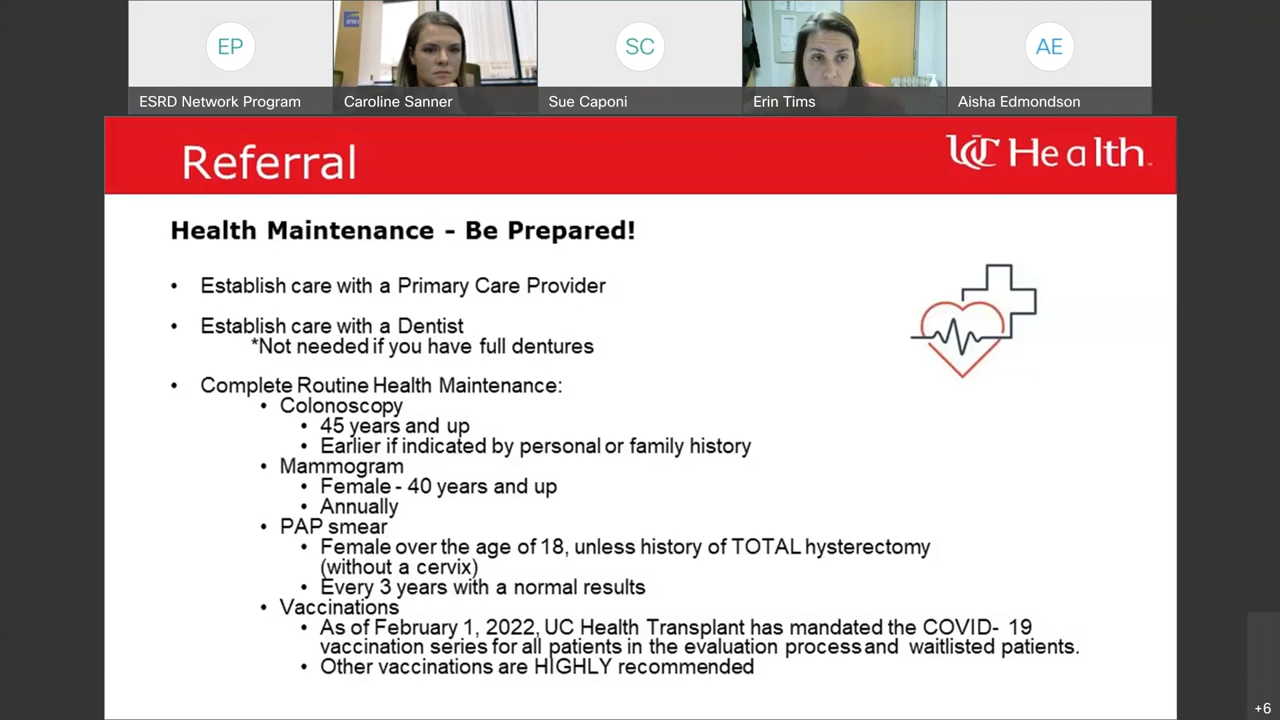 EP
SC
AE
ESRD Network Program
Caroline Sanner
Sue Caponi
Erin Tims
Aisha Edmondson
Referral
UC Health
Health Maintenance - Be Prepared!
• Establish care with a Primary Care Provider
• Establish care with a Dentist
*Not needed if you have full dentures
• Complete Routine Health Maintenance:
• Colonoscopy
• 45 years and up
• Earlier if indicated by personal or family history
• Mammogram
• Female - 40 years and up
• Annually
• PAP smear
• Female over the age of 18, unless history of TOTAL hysterectomy
(without a cervix)
• Every 3 years with a normal results
• Vaccinations
• As of February 1, 2022, UC Health Transplant has mandated the COVID- 19
vaccination series for all patients in the evaluation process and waitlisted patients.
• Other vaccinations are HIGHLY recommended
+6